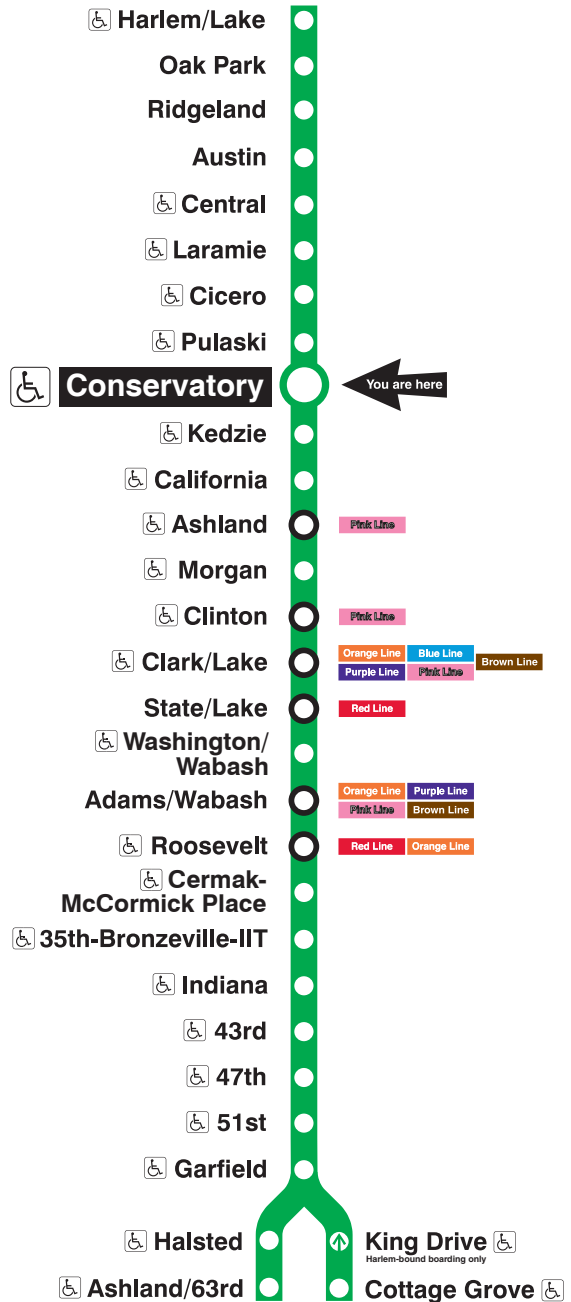 Harlem/Lake
Oak Park
Ridgeland
Austin
Central
Laramie
Cicero
Pulaski
Conservatory
You are here
Kedzie
California
Ashland
Pink Line
Morgan
Clinton
Pink Line
Clark/Lake
Orange Line Blue Line
Brown Line
Purple Line Pink Line
State/Lake
Red Line
Washington/
Wabash
Adams/Wabash
Orange Line Purple Line
Pink Line Brown Line
Roosevelt
Red Line Orange Line
Cermak-
McCormick Place
35th-Bronzeville-IIT
Indiana
43rd
47th
51st
Garfield
Halsted
King Drive
Harlem-bound boarding only
Ashland/63rd
Cottage Grove